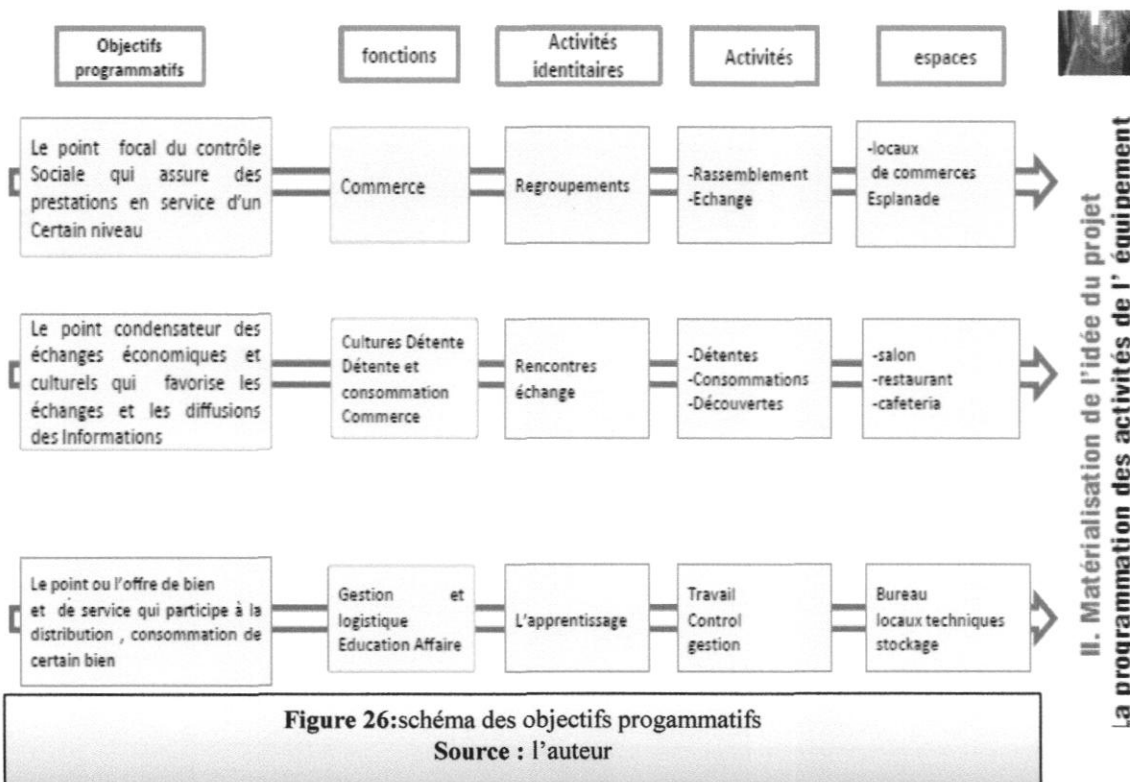 Objectifs
programmatifs
fonctions
Activités
identitaires
Activités
espaces
Le point focal du contrôle
Sociale qui assure des
prestations en service d'un
Certain niveau
Commerce
Regroupements
-Rassemblement
-Echange
-locaux
de commerces
Esplanade
Le point condensateur des
échanges économiques et
culturels qui favorise les
échanges et les diffusions
des Informations
Cultures Détente
Détente et
consommation
Commerce
Rencontres
échange
-Détentes
-Consommations
-Découvertes
-salon
-restaurant
-cafeteria
Le point ou l'offre de bien
et de service qui participe à la
distribution , consommation de
certain bien
Gestion et
logistique
Education Affaire
L'apprentissage
Travail
Control
gestion
Bureau
locaux techniques
stockage
Figure 26:schéma des objectifs progammatifs
Source : l'auteur
II. Matérialisation de l'idée du projet
La programmation des activités de l' équipement